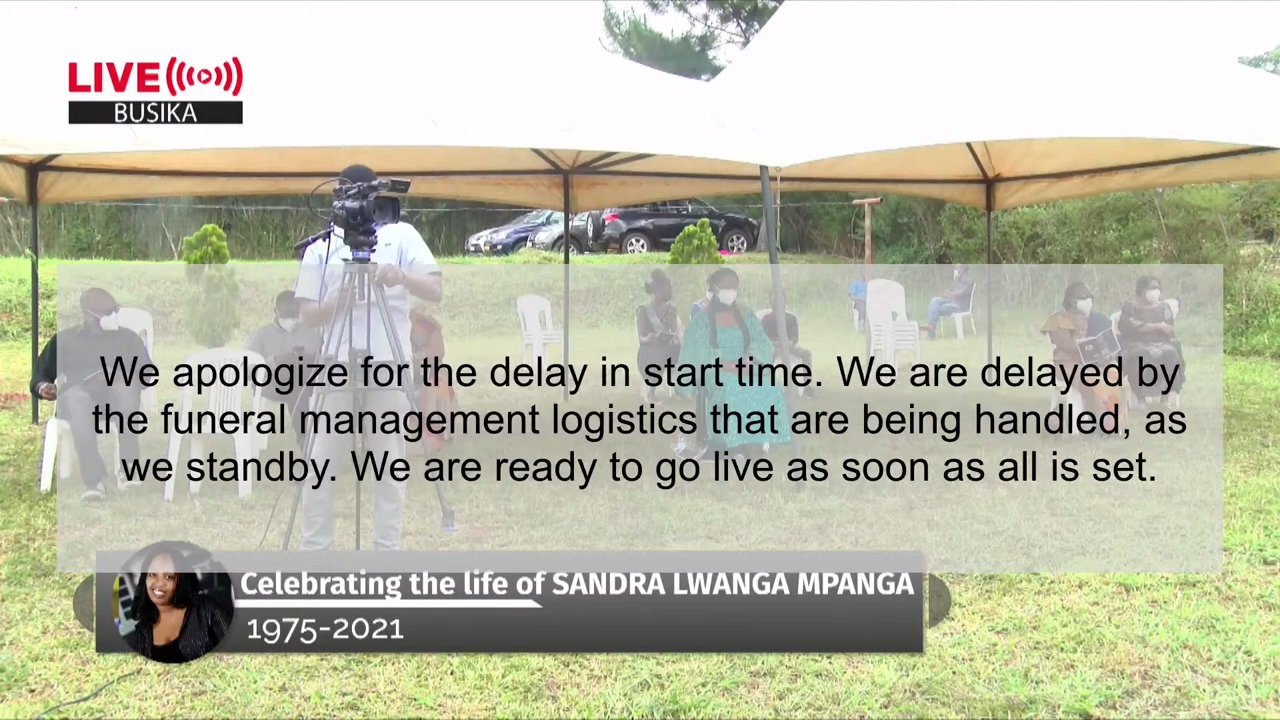 LIVE
BUSIKA
We apologize for the delay in start time. We are delayed by
the funeral management logistics that are being handled, as
we standby. We are ready to go live as soon as all is set.
Celebrating the life of SANDRA LWANGA MPANGA
1975-2021